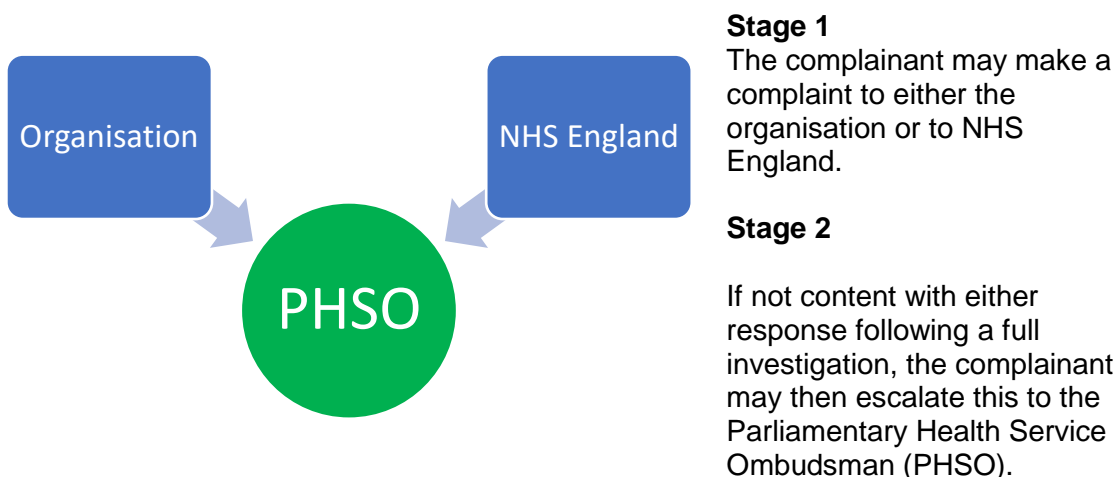 Organisation
NHS England
PHSO
Stage 1
The complainant may make a
complaint to either the
organisation or to NHS
England.
Stage 2
If not content with either
response following a full
investigation, the complainant
may then escalate this to the
Parliamentary Health Service
Ombudsman (PHSO).